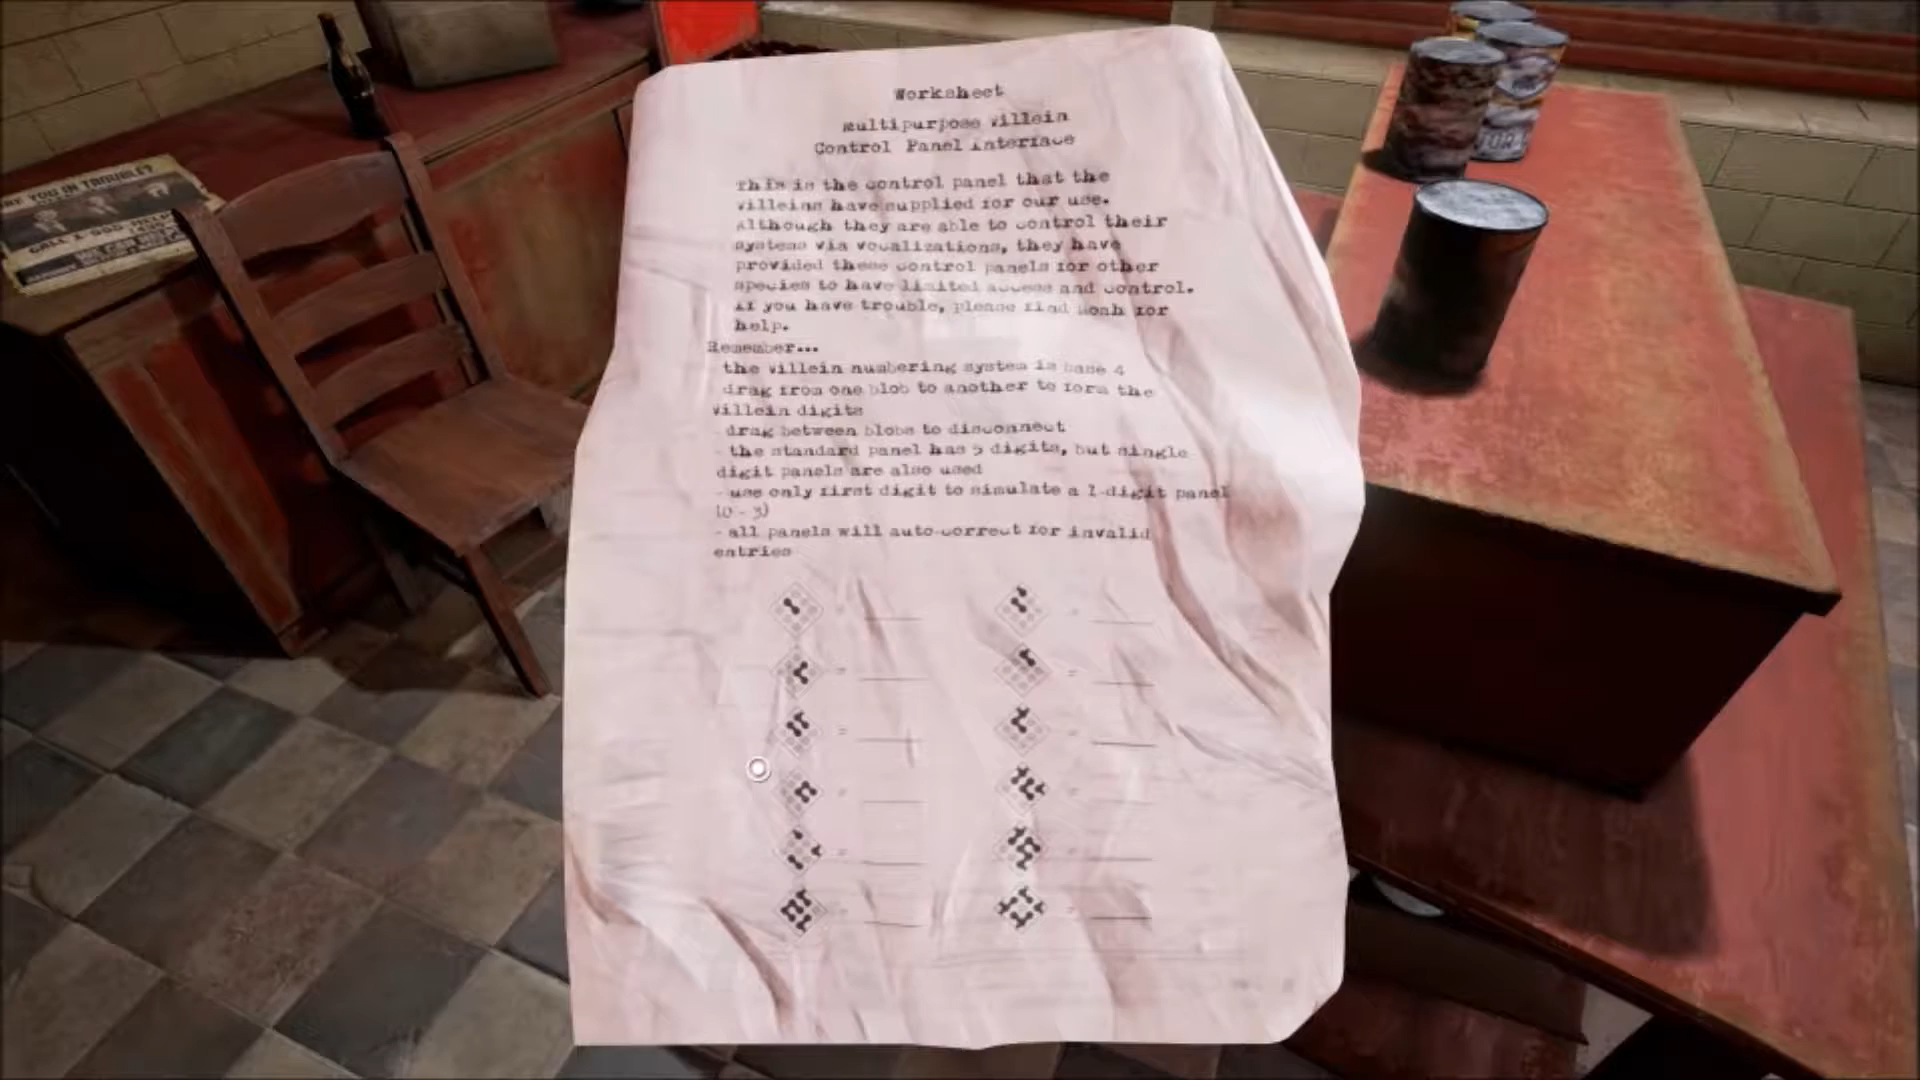 Worksheet
Multipurpose Villein
Control Panel Interface
This is the control panel that the
villeins have supplied for our use.
Although they are able to control their
systems via vocalizations, they have
provided these control panels for other
species to have limited access and control.
If you have trouble, please find Noah for
help.
Remember...
the villein numbering system is base 4
drag from one blob to another to form the
villein digits
- drag between blobs to disconnect
- the standard panel has 5 digits, but single
digit panels are also used
- use only first digit to simulate a 1-digit panel
(0 - 3)
- all panels will auto-correct for invalid
entries
= =
= =
= =
= =
= =
= =
ARE YOU IN TROUBLE?